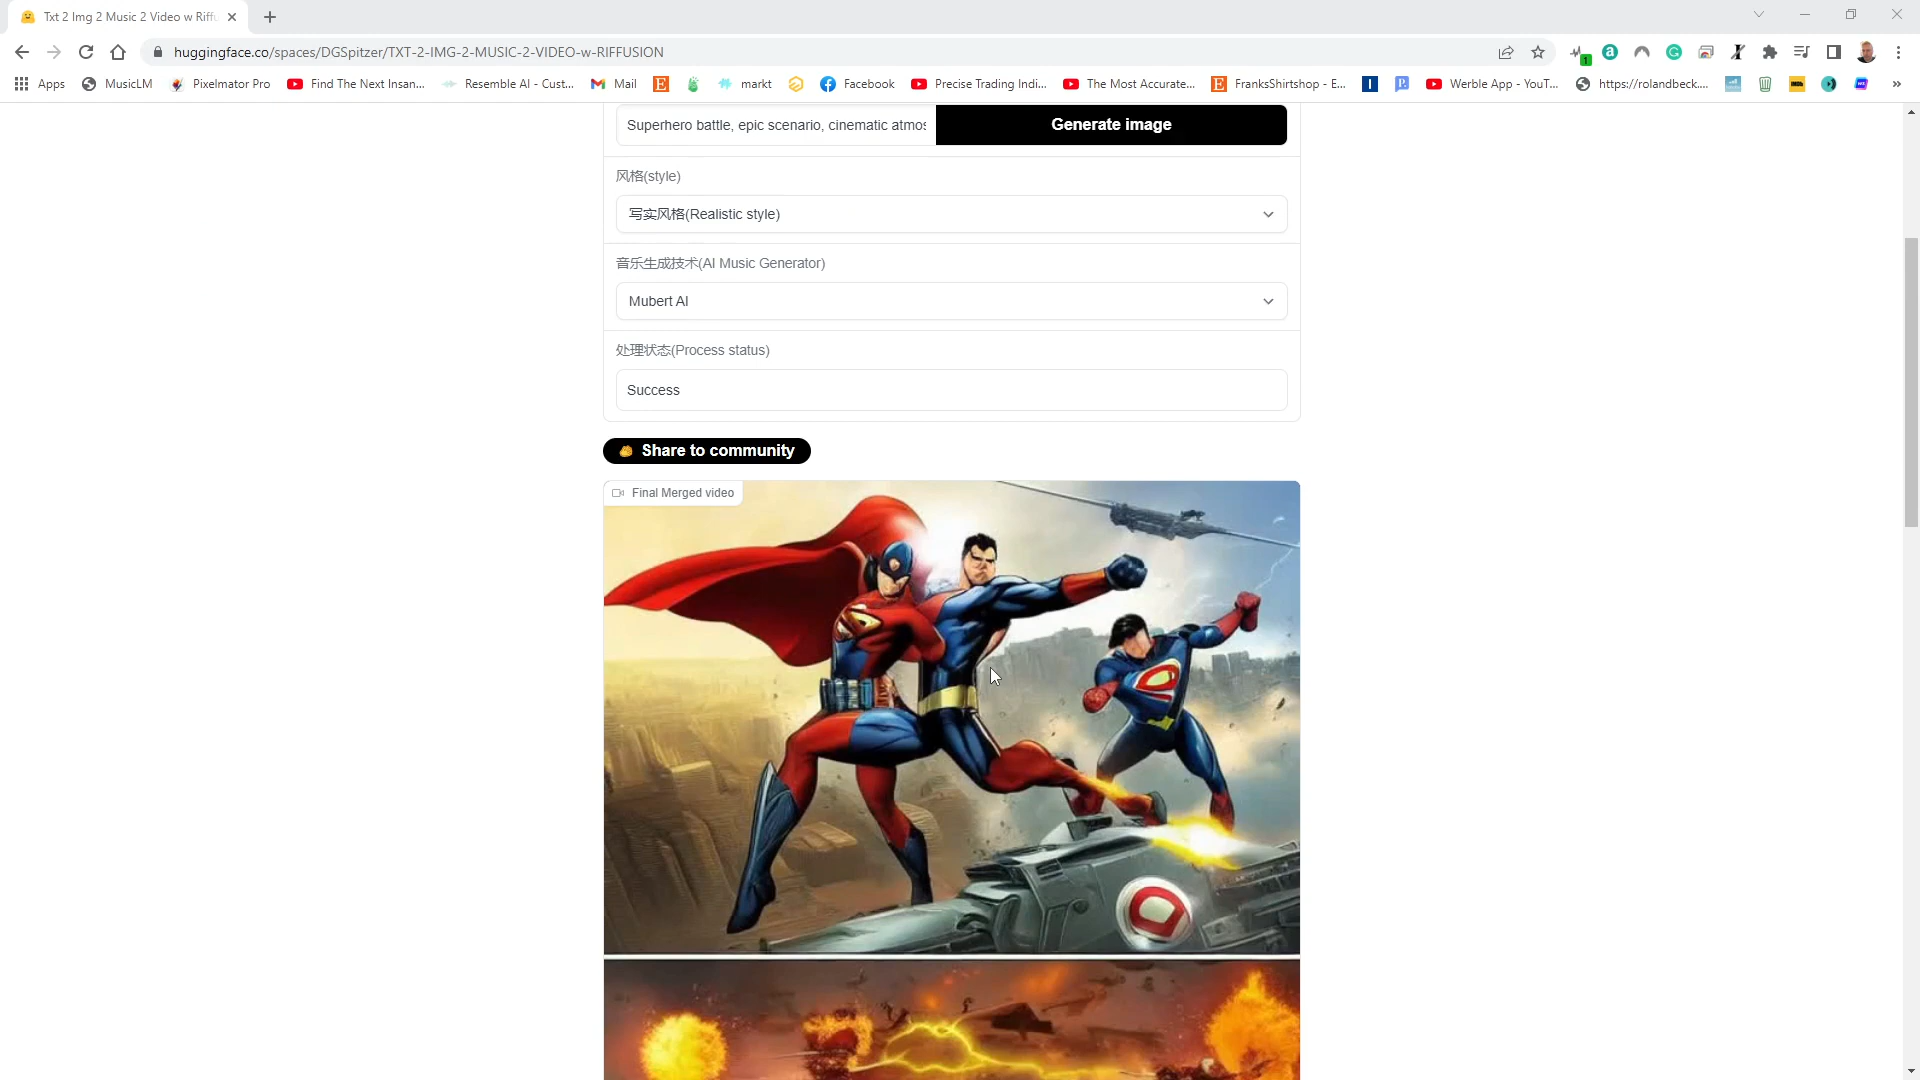 Txt 2 Img 2 Music 2 Video w Riffu
huggingface.co/spaces/DGSpitzer/TXT-2-IMG-2-MUSIC-2-VIDEO-w-RIFFUSION
Apps MusicLM Pixelmator Pro Find The Next Insan... Resemble AI - Cust... Mail markt Facebook Precise Trading Indi... The Most Accurate... FranksShirtshop - E... Werble App - YouT... https://rolandbeck.... »
Superhero battle, epic scenario, cinematic atmos
Generate image
风格(style)
写实风格(Realistic style)
音乐生成技术(AI Music Generator)
Mubert AI
处理状态(Process status)
Success
Share to community
Final Merged video